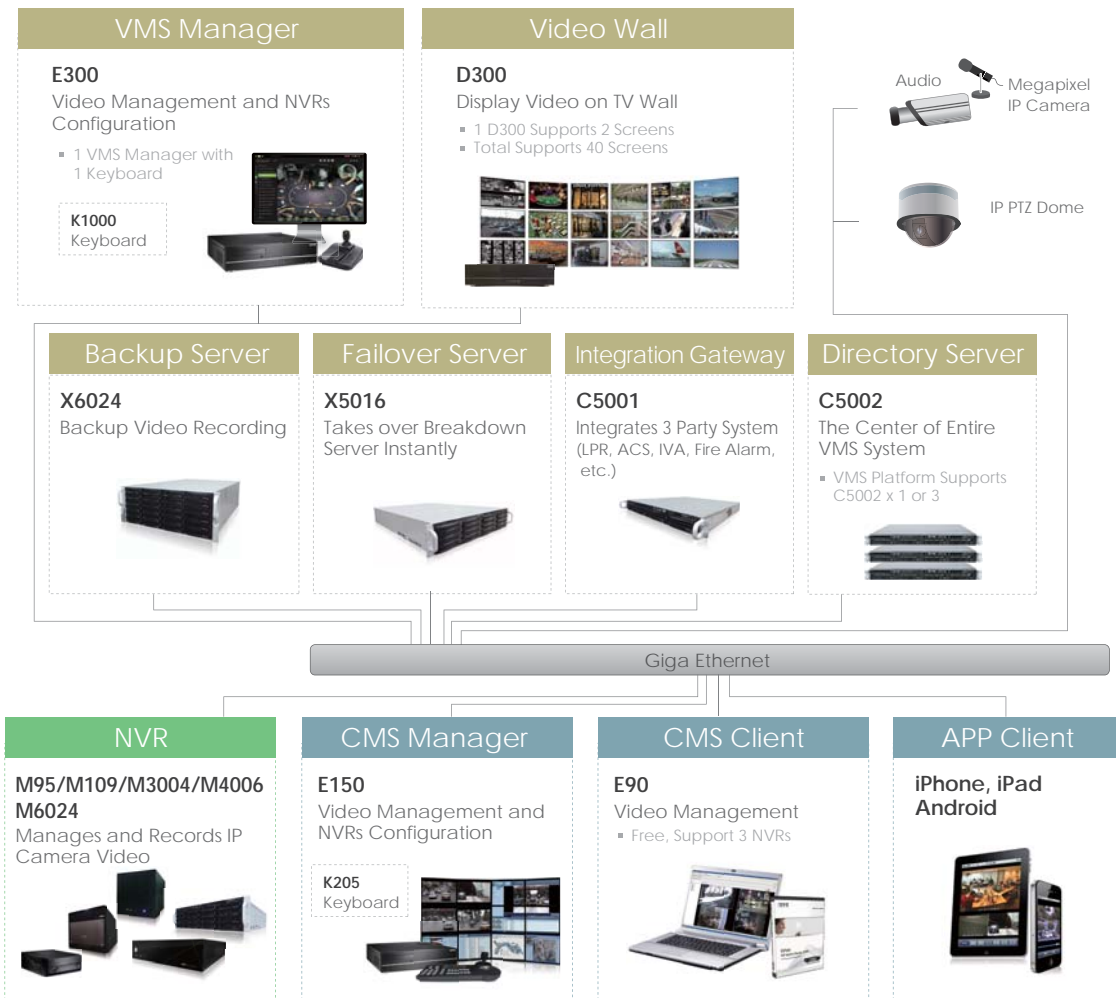 VMS Manager
E300
Video Management and NVRs
Configuration
▪ 1 VMS Manager with
1 Keyboard
K1000
Keyboard
Video Wall
D300
Display Video on TV Wall
▪ 1 D300 Supports 2 Screens
▪ Total Supports 40 Screens
Audio
Megapixel
IP Camera
IP PTZ Dome
Backup Server
X6024
Backup Video Recording
Failover Server
X5016
Takes over Breakdown
Server Instantly
Integration Gateway
C5001
Integrates 3 Party System
(LPR, ACS, IVA, Fire Alarm,
etc.)
Directory Server
C5002
The Center of Entire
VMS System
▪ VMS Platform Supports
C5002 x 1 or 3
Giga Ethernet
NVR
M95/M109/M3004/M4006
M6024
Manages and Records IP
Camera Video
CMS Manager
E150
Video Management and
NVRs Configuration
K205
Keyboard
CMS Client
E90
Video Management
▪ Free, Support 3 NVRs
APP Client
iPhone, iPad
Android